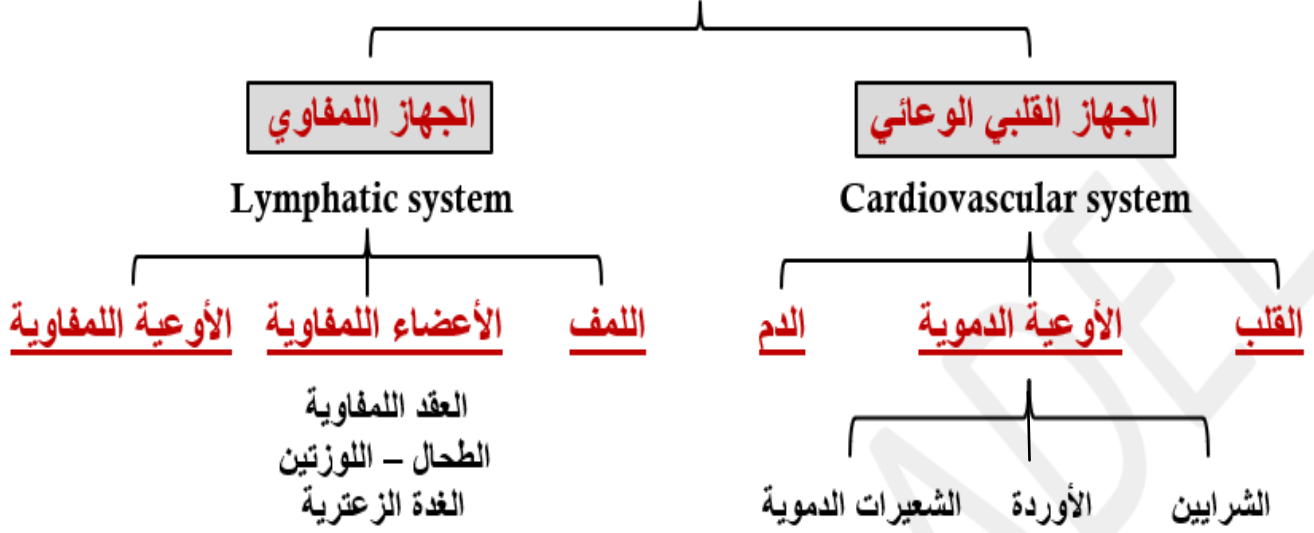 الجهاز القلبي الوعائي
الجهاز اللمفاوي
Cardiovascular system
Lymphatic system
القلب
الأوعية الدموية
الدم
اللمف
الأعضاء اللمفاوية
الأوعية اللمفاوية
العقد اللمفاوية
الطحال – اللوزتين
الغدة الزعترية
الشرايين
الأوردة
الشعيرات الدموية